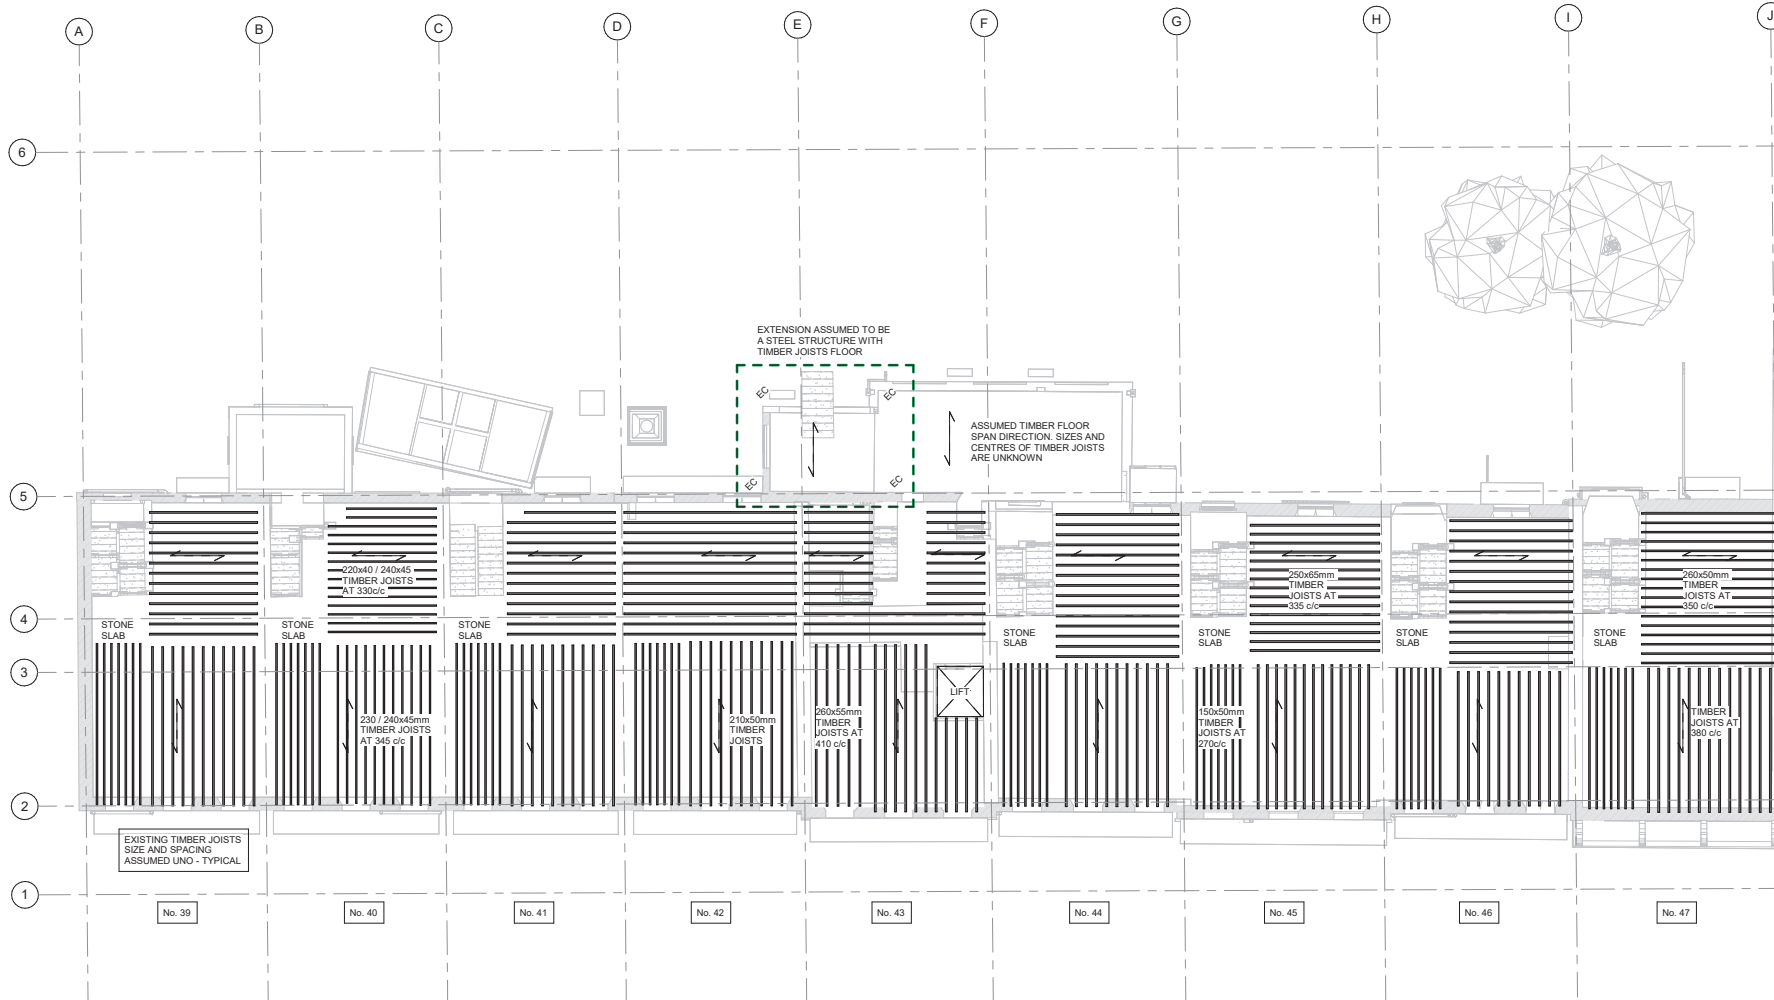 A
B
C
D
E
F
G
H
I
J
6
EXTENSION ASSUMED TO BE
A STEEL STRUCTURE WITH
TIMBER JOISTS FLOOR
EC
EC
ASSUMED TIMBER FLOOR
SPAN DIRECTION. SIZES AND
CENTRES OF TIMBER JOISTS
ARE UNKNOWN
EC
EC
5
220x40 / 240x45
TIMBER JOISTS
AT 330c/c
250x65mm
TIMBER
JOISTS AT
335 c/c
260x50mm
TIMBER
JOISTS AT
350 c/c
4
STONE
SLAB
STONE
SLAB
STONE
SLAB
STONE
SLAB
STONE
SLAB
STONE
SLAB
STONE
SLAB
3
LIFT
230 / 240x45mm
TIMBER JOISTS
AT 345 c/c
210x50mm
TIMBER
JOISTS
260x55mm
TIMBER
JOISTS AT
410 c/c
150x50mm
TIMBER
JOISTS AT
270c/c
TIMBER
JOISTS AT
380 c/c
2
EXISTING TIMBER JOISTS
SIZE AND SPACING
ASSUMED UNO - TYPICAL
1
No. 39
No. 40
No. 41
No. 42
No. 43
No. 44
No. 45
No. 46
No. 47